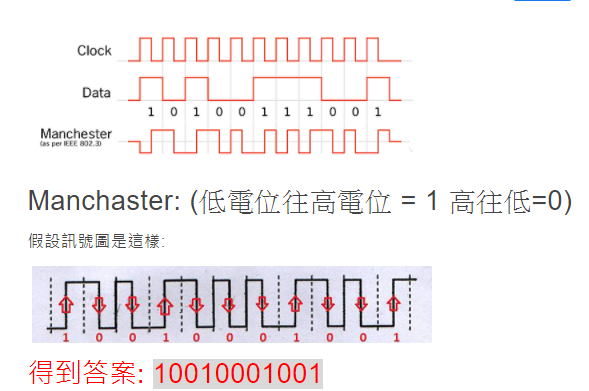 Clock
Data
1 0 1 0 0 1 1 1 0 0 1
Manchester
(as per IEEE 802.3)
Manchaster: (低電位往高電位 = 1 高往低=0)
假設訊號圖是這樣:
1 0 0 1 0 0 0 1 0 0 1
得到答案: 10010001001